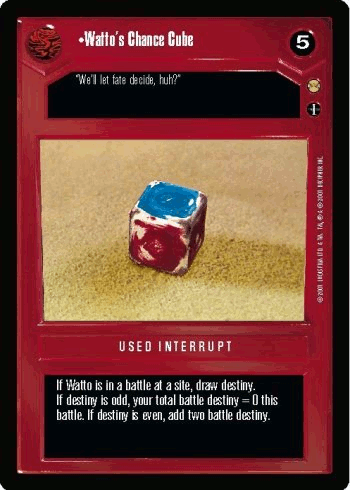 •Watto's Chance Cube
5
"We'll let fate decide, huh?"
USED INTERRUPT
If Watto is in a battle at a site, draw destiny.
If destiny is odd, your total battle destiny = 0 this
battle. If destiny is even, add two battle destiny.